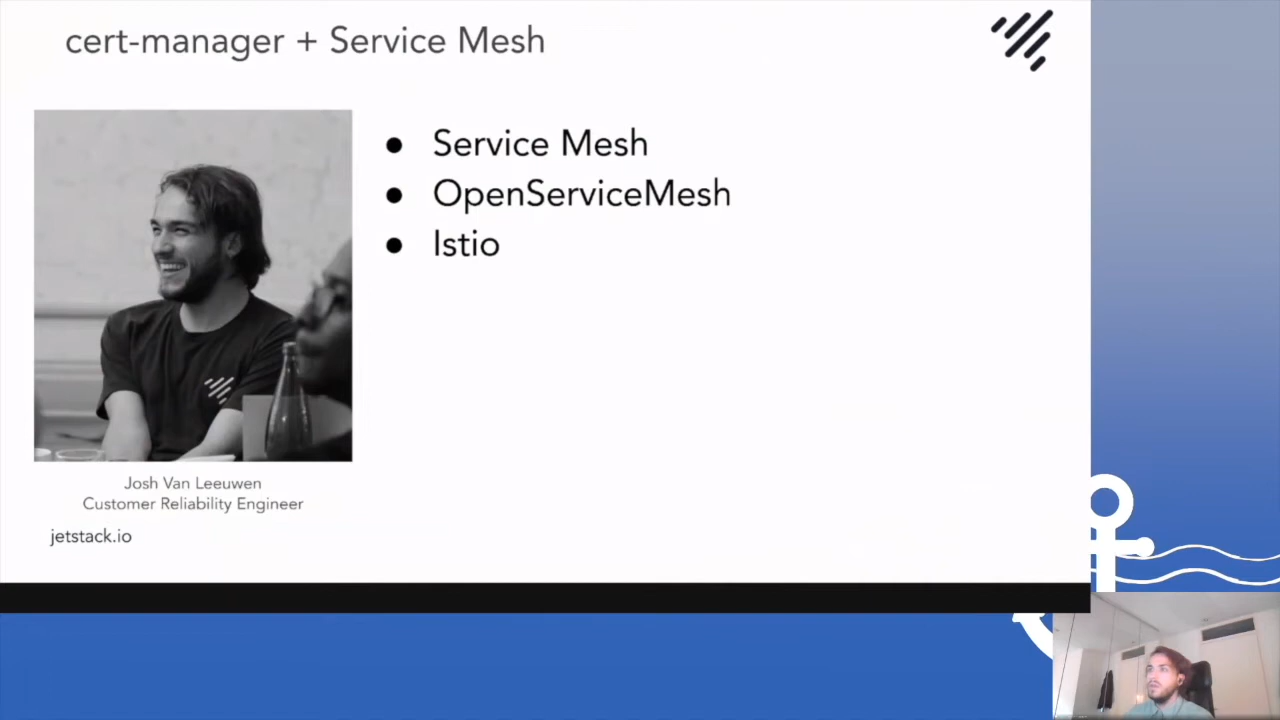 cert-manager + Service Mesh
● Service Mesh
● OpenServiceMesh
● Istio
Josh Van Leeuwen
Customer Reliability Engineer
jetstack.io